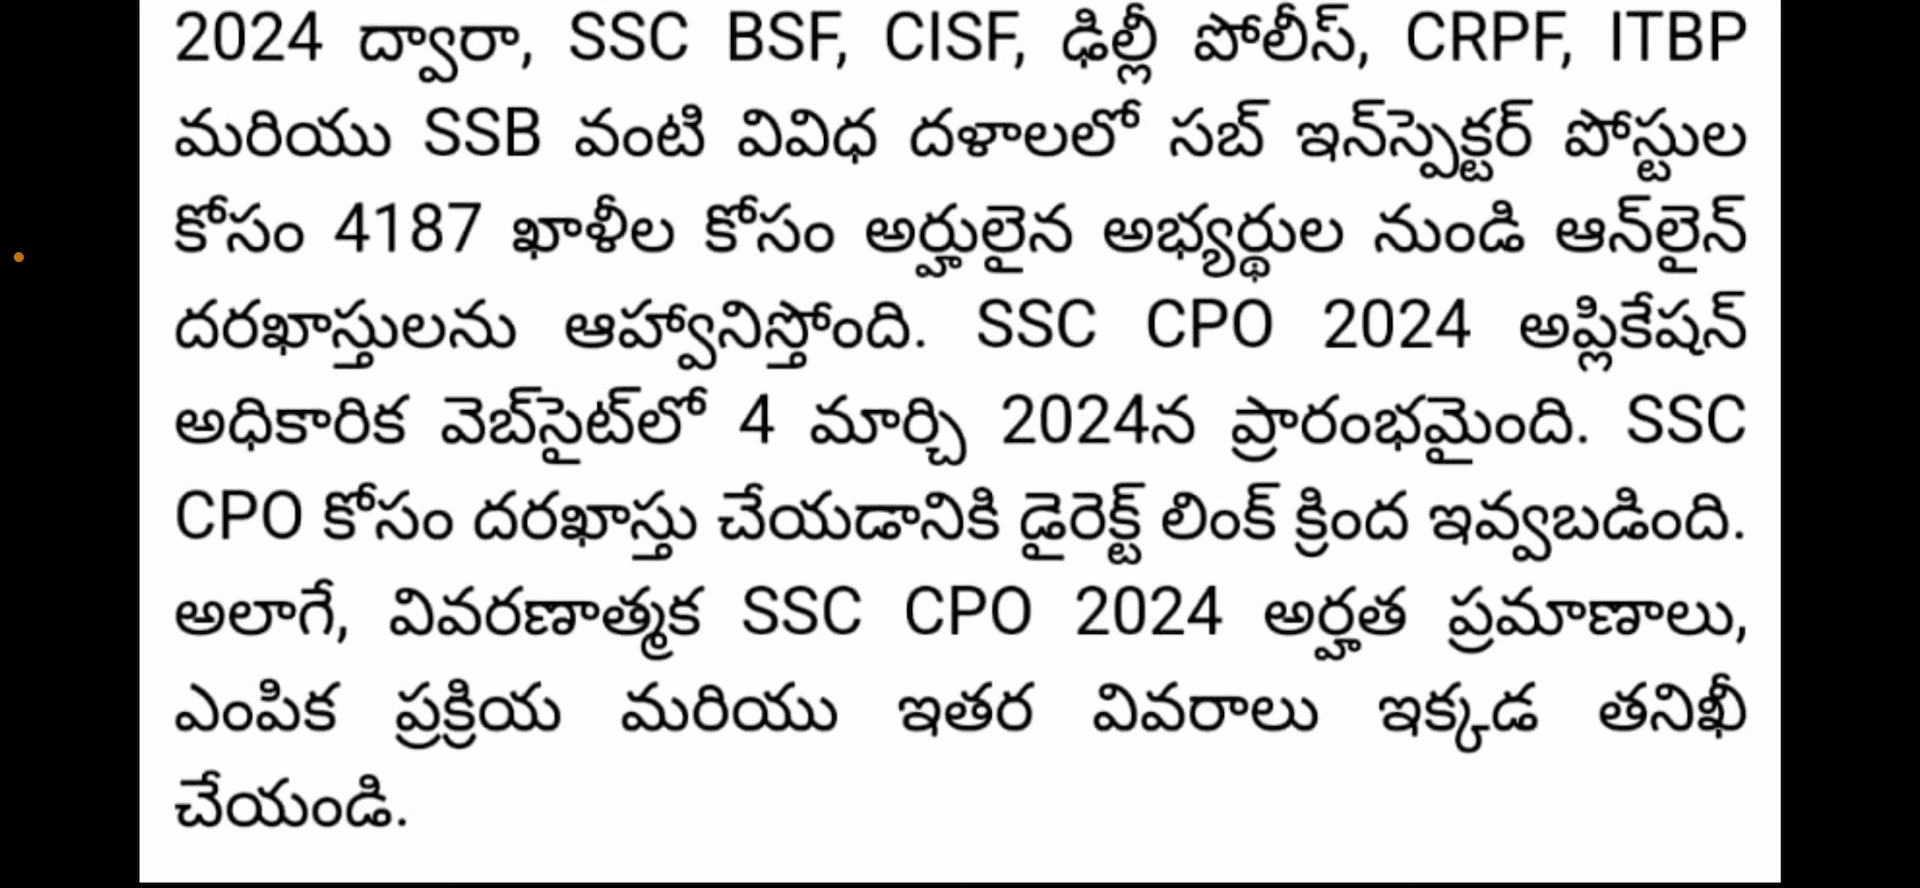 2024 ద్వారా, SSC BSF, CISF, ఢిల్లీ పోలీస్, CRPF, ITBP
మరియు SSB వంటి వివిధ దళాలలో సబ్ ఇన్‌స్పెక్టర్ పోస్టుల
కోసం 4187 ఖాళీల కోసం అర్హులైన అభ్యర్థుల నుండి ఆన్‌లైన్
దరఖాస్తులను ఆహ్వానిస్తోంది. SSC CPO 2024 అప్లికేషన్
అధికారిక వెబ్‌సైట్‌లో 4 మార్చి 2024న ప్రారంభమైంది. SSC
CPO కోసం దరఖాస్తు చేయడానికి డైరెక్ట్ లింక్ క్రింద ఇవ్వబడింది.
అలాగే, వివరణాత్మక SSC CPO 2024 అర్హత ప్రమాణాలు,
ఎంపిక ప్రక్రియ మరియు ఇతర వివరాలు ఇక్కడ తనిఖీ
చేయండి.